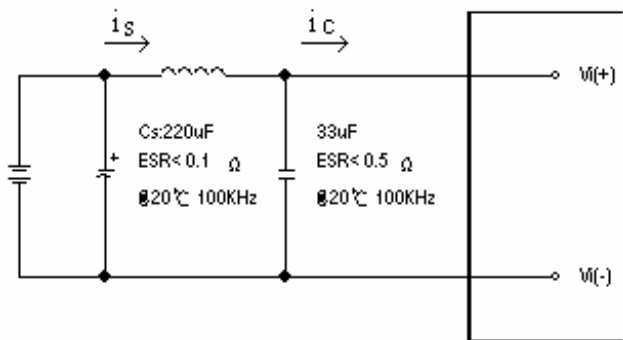 is
ic
Vi(+)
Cs:220uF
ESR<0.1 Ω
@20℃ 100KHz
33uF
ESR<0.5 Ω
@20℃ 100KHz
+
Vi(-)